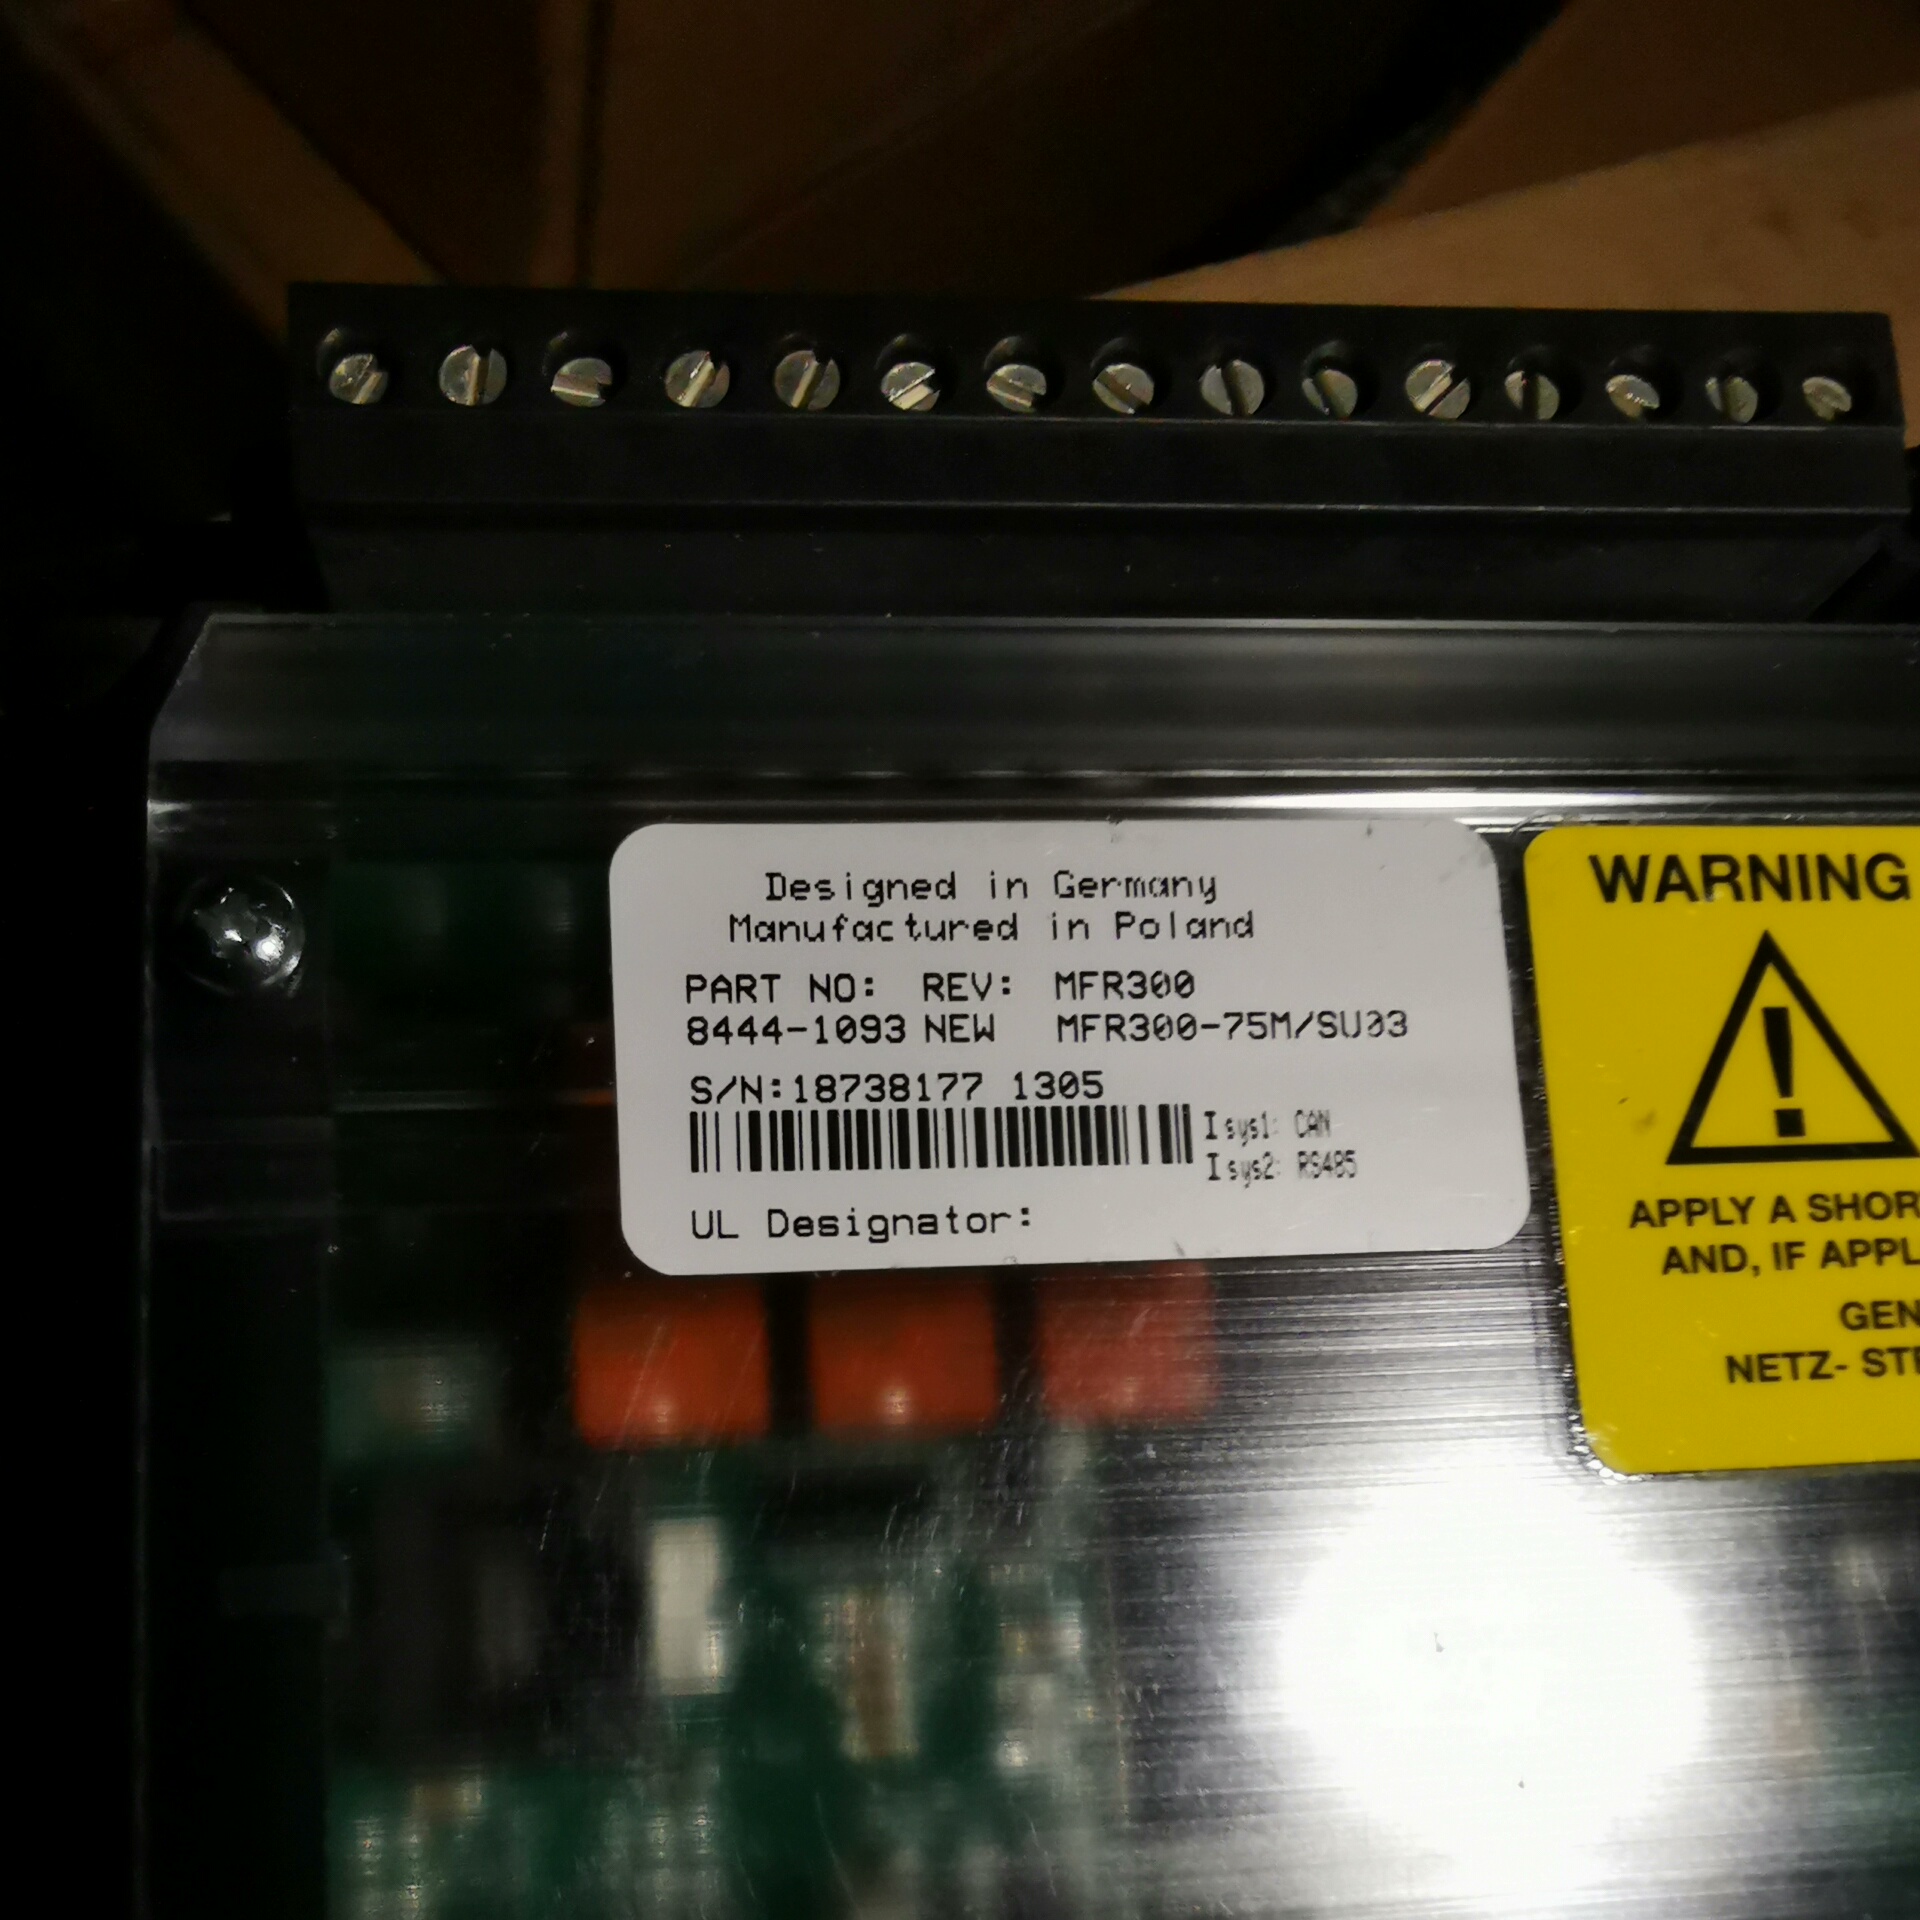 Designed in Germany
Manufactured in Poland
PART NO: REV: MFR300
8444-1093 NEW MFR300-75M/SU03
S/N:18738177 1305
Isys1: CAN
Isys2: RS485
UL Designator:
WARNING
!
APPLY A SHOR
AND, IF APPL
GEN
NETZ- STE